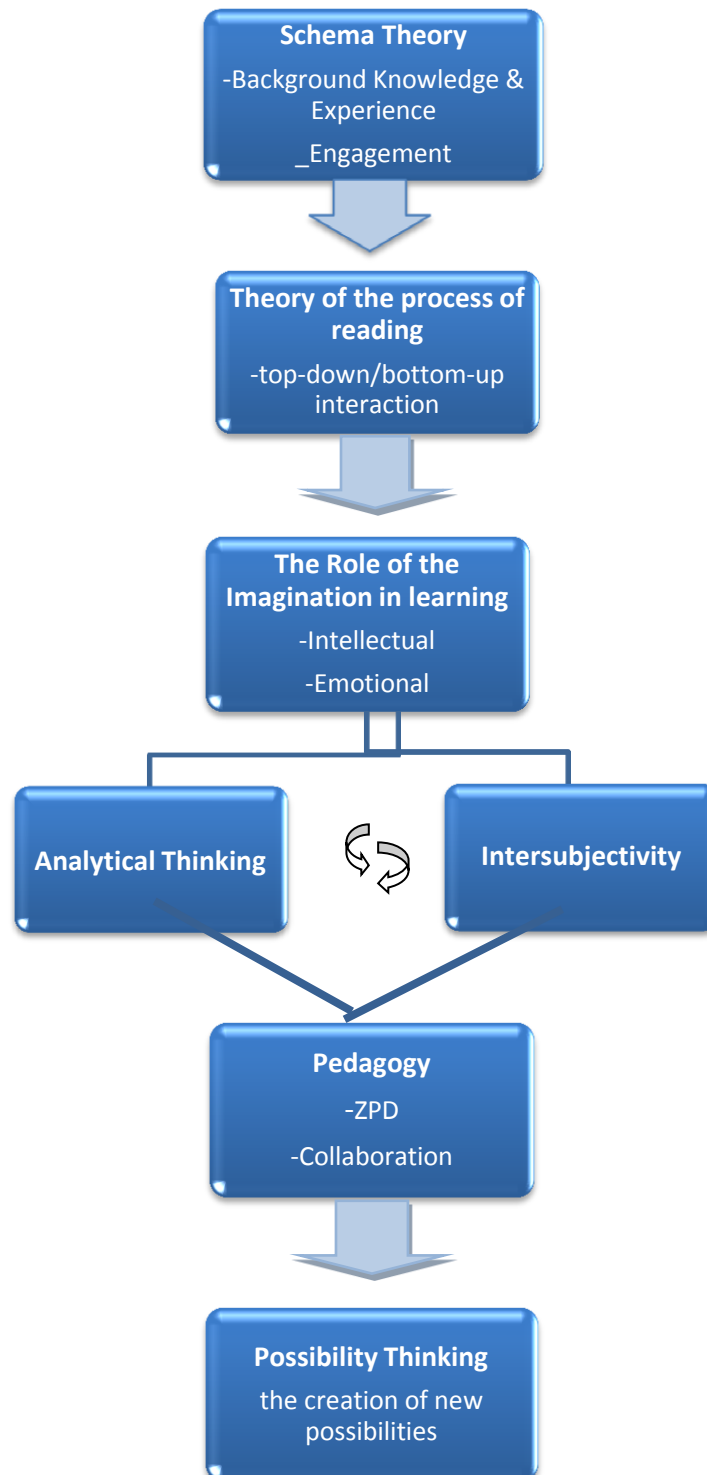 Schema Theory
-Background Knowledge &
Experience
_Engagement
Theory of the process of
reading
-top-down/bottom-up
interaction
The Role of the
Imagination in learning
-Intellectual
-Emotional
Analytical Thinking
Intersubjectivity
Pedagogy
-ZPD
-Collaboration
Possibility Thinking
the creation of new
possibilities